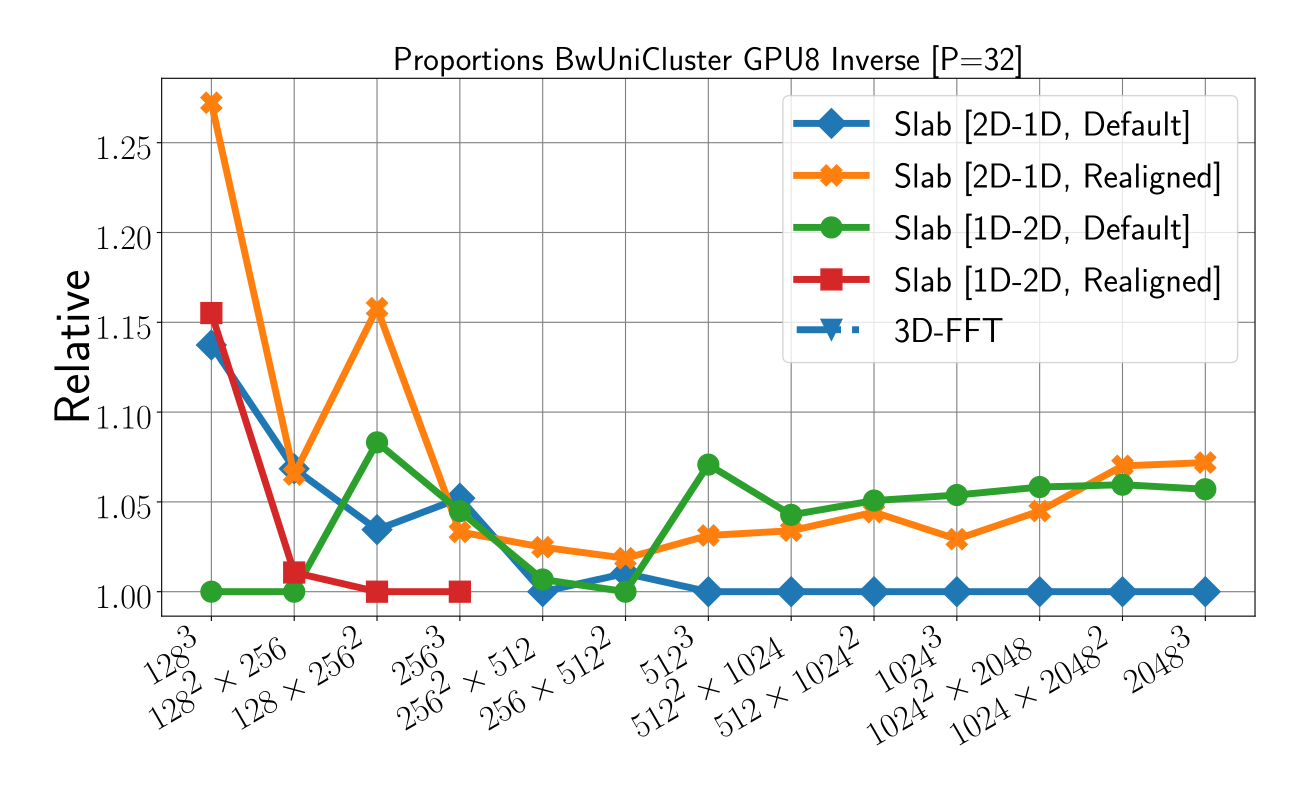 Proportions BwUniCluster GPU8 Inverse [P=32]
Relative
1.25
1.20
1.15
1.10
1.05
1.00
Slab [2D-1D, Default]
Slab [2D-1D, Realigned]
Slab [1D-2D, Default]
Slab [1D-2D, Realigned]
3D-FFT
128³
128² × 256
128 × 256²
256³
256² × 512
256 × 512²
512³
512² × 1024
512 × 1024²
1024³
1024² × 2048
1024 × 2048²
2048³